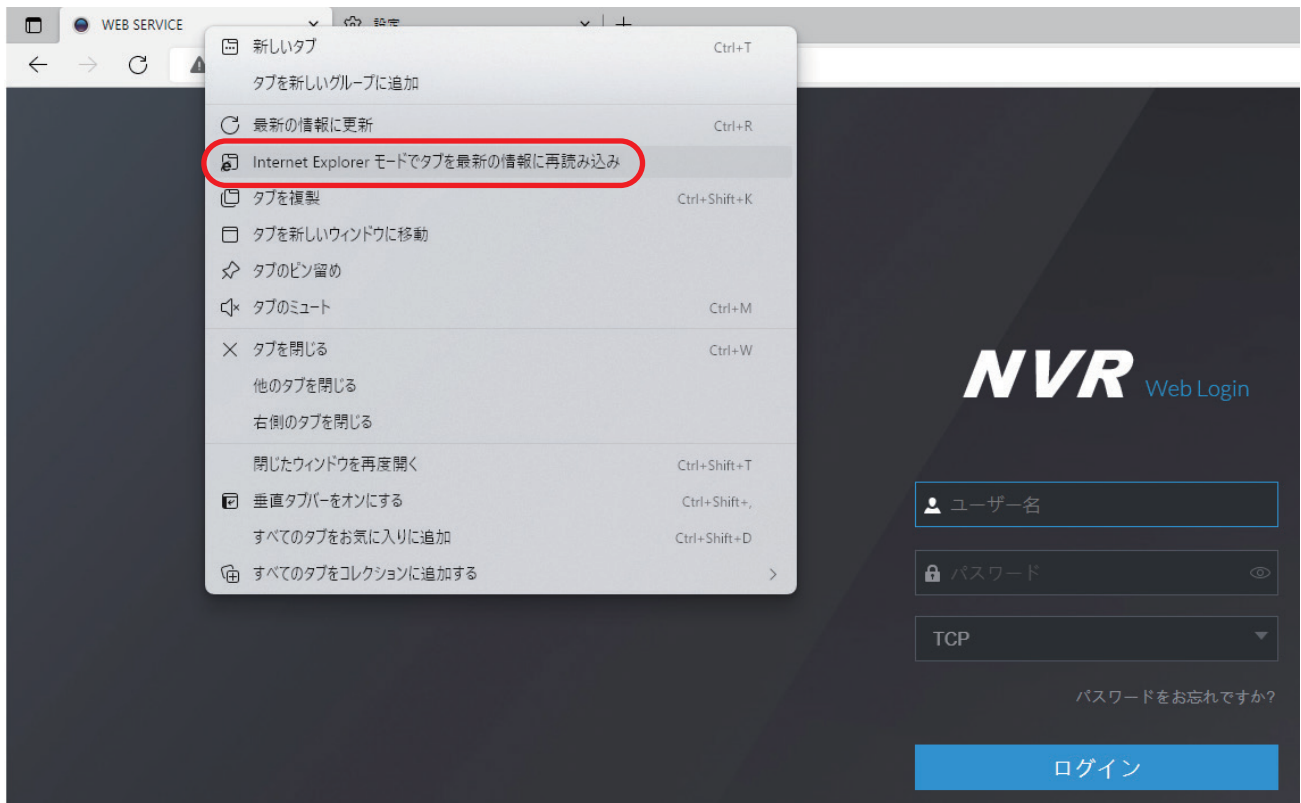 WEB SERVICE
設定
新しいタブ Ctrl+T
タブを新しいグループに追加
最新の情報に更新 Ctrl+R
Internet Explorer モードでタブを最新の情報に再読み込み
タブを複製 Ctrl+Shift+K
タブを新しいウィンドウに移動
タブのピン留め
タブのミュート Ctrl+M
タブを閉じる Ctrl+W
他のタブを閉じる
右側のタブを閉じる
閉じたウィンドウを再度開く Ctrl+Shift+T
垂直タブバーをオンにする Ctrl+Shift+,
すべてのタブをお気に入りに追加 Ctrl+Shift+D
すべてのタブをコレクションに追加する
NVR Web Login
ユーザー名
パスワード
TCP
パスワードをお忘れですか?
ログイン